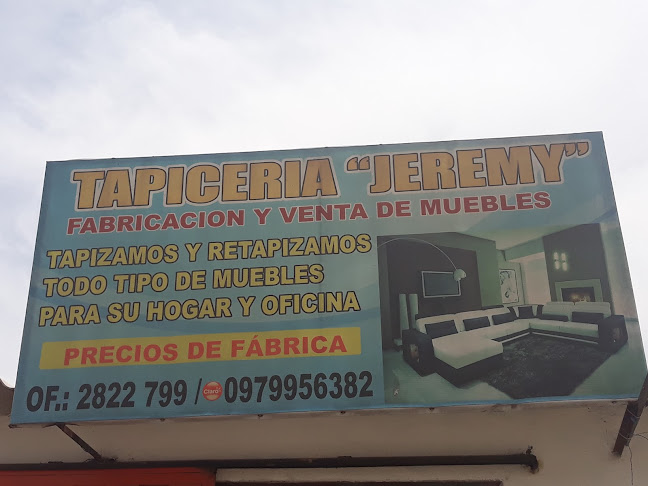 TAPICERIA "JEREMY"
FABRICACION Y VENTA DE MUEBLES
TAPIZAMOS Y RETAPIZAMOS
TODO TIPO DE MUEBLES
PARA SU HOGAR Y OFICINA
PRECIOS DE FÁBRICA
OF.: 2822 799 / Claro 0979956382